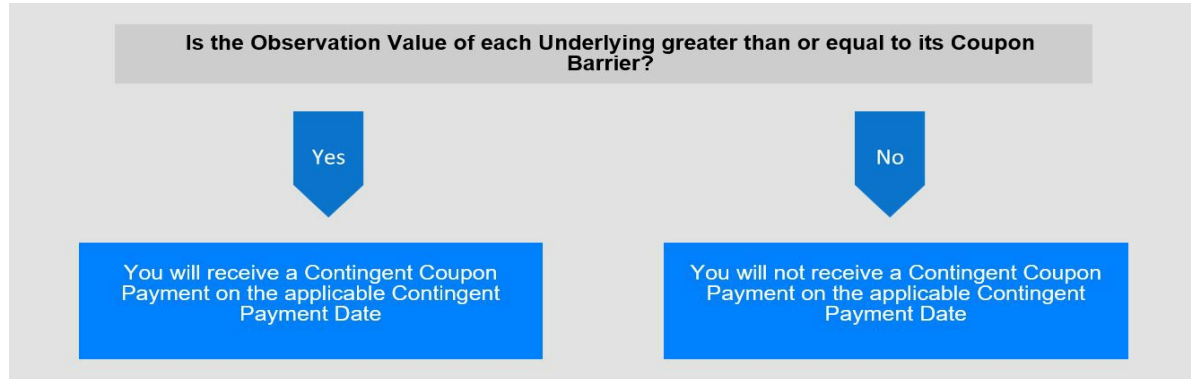 Is the Observation Value of each Underlying greater than or equal to its Coupon
Barrier?
Yes
No
You will receive a Contingent Coupon
Payment on the applicable Contingent
Payment Date
You will not receive a Contingent Coupon
Payment on the applicable Contingent
Payment Date